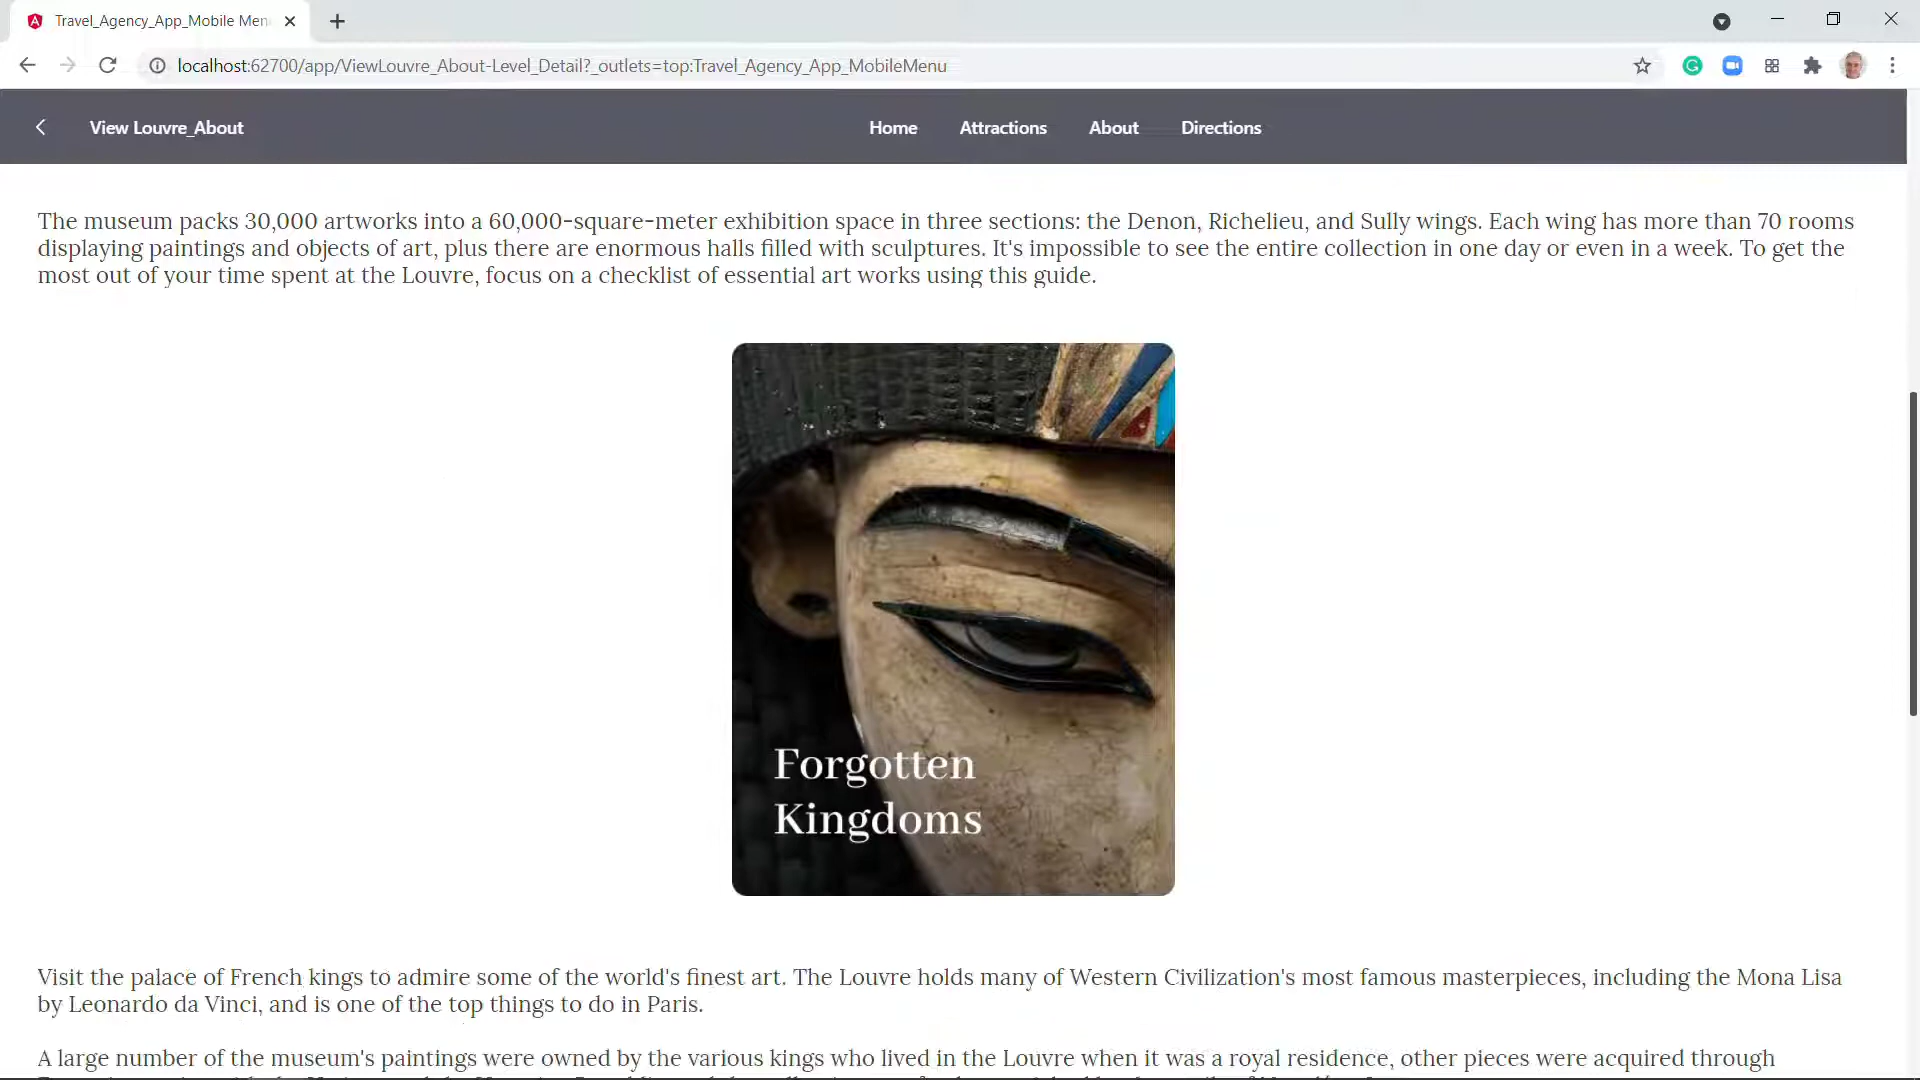 Travel_Agency_App_Mobile Men
localhost:62700/app/ViewLouvre_About-Level_Detail?_outlets=top:Travel_Agency_App_MobileMenu
View Louvre_About
Home
Attractions
About
Directions
The museum packs 30,000 artworks into a 60,000-square-meter exhibition space in three sections: the Denon, Richelieu, and Sully wings. Each wing has more than 70 rooms
displaying paintings and objects of art, plus there are enormous halls filled with sculptures. It's impossible to see the entire collection in one day or even in a week. To get the
most out of your time spent at the Louvre, focus on a checklist of essential art works using this guide.
Forgotten
Kingdoms
Visit the palace of French kings to admire some of the world's finest art. The Louvre holds many of Western Civilization's most famous masterpieces, including the Mona Lisa
by Leonardo da Vinci, and is one of the top things to do in Paris.
A large number of the museum's paintings were owned by the various kings who lived in the Louvre when it was a royal residence, other pieces were acquired through